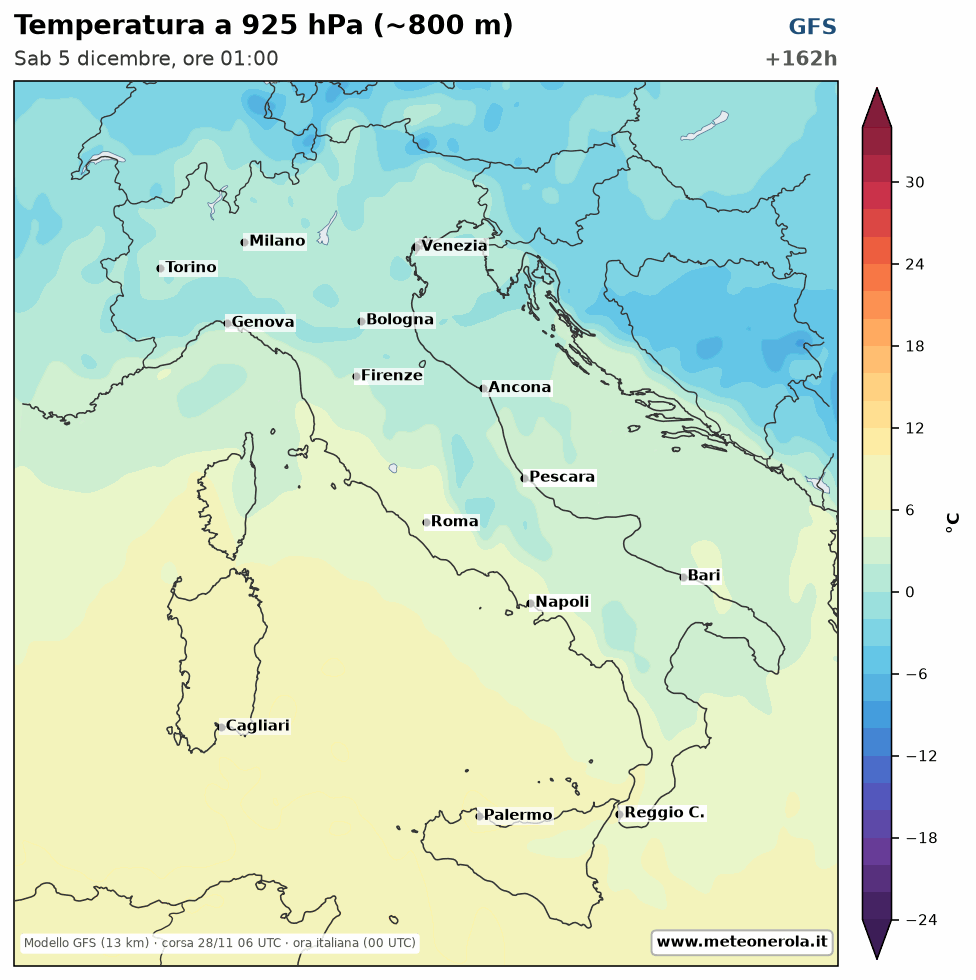 Temperatura a 925 hPa (~800 m)
GFS
Sab 5 dicembre, ore 01:00
+162h
Milano
Venezia
Torino
Genova
Bologna
Firenze
Ancona
Pescara
Roma
Bari
Napoli
Cagliari
Palermo
Reggio C.
30
24
18
12
6
0
−6
−12
−18
−24
°C
Modello GFS (13 km) · corsa 28/11 06 UTC · ora italiana (00 UTC)
www.meteonerola.it